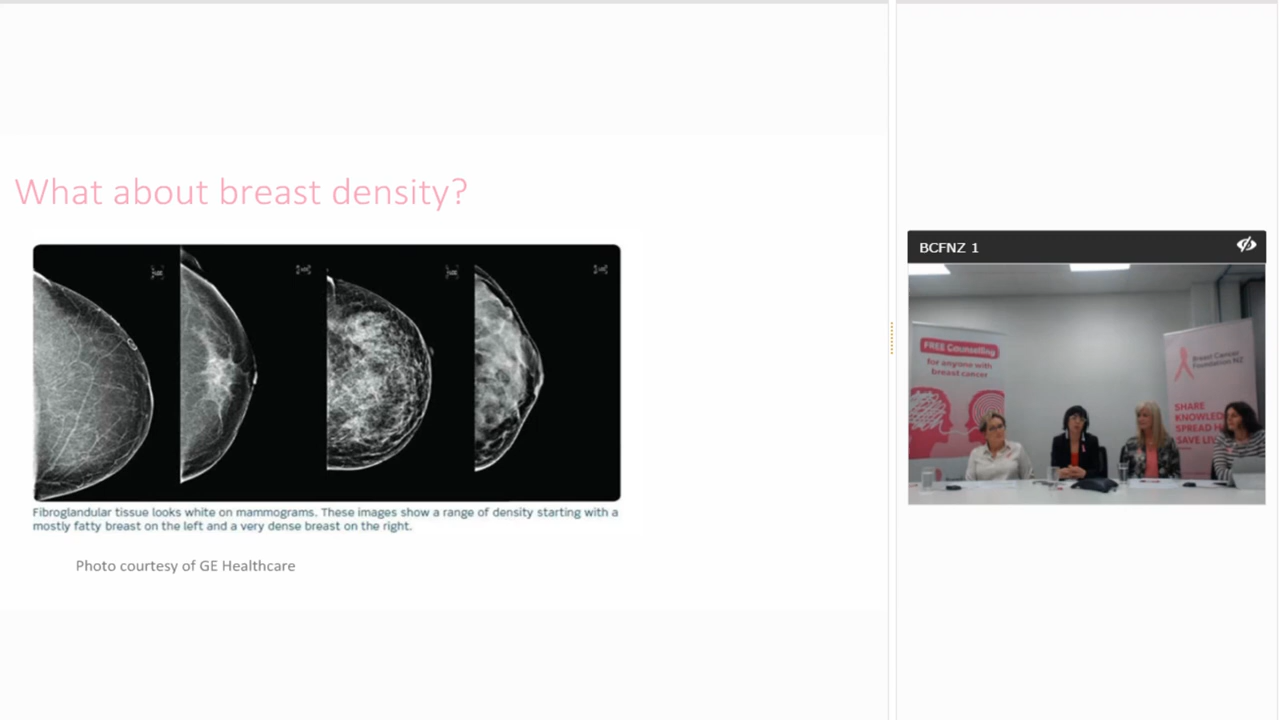 What about breast density?
Fibroglandular tissue looks white on mammograms. These images show a range of density starting with a
mostly fatty breast on the left and a very dense breast on the right.
Photo courtesy of GE Healthcare
BCFNZ 1
FREE Counselling
for anyone with
breast cancer
Breast Cancer
Foundation NZ
SHARE
KNOWLED
SPREAD H
SAVE LIV